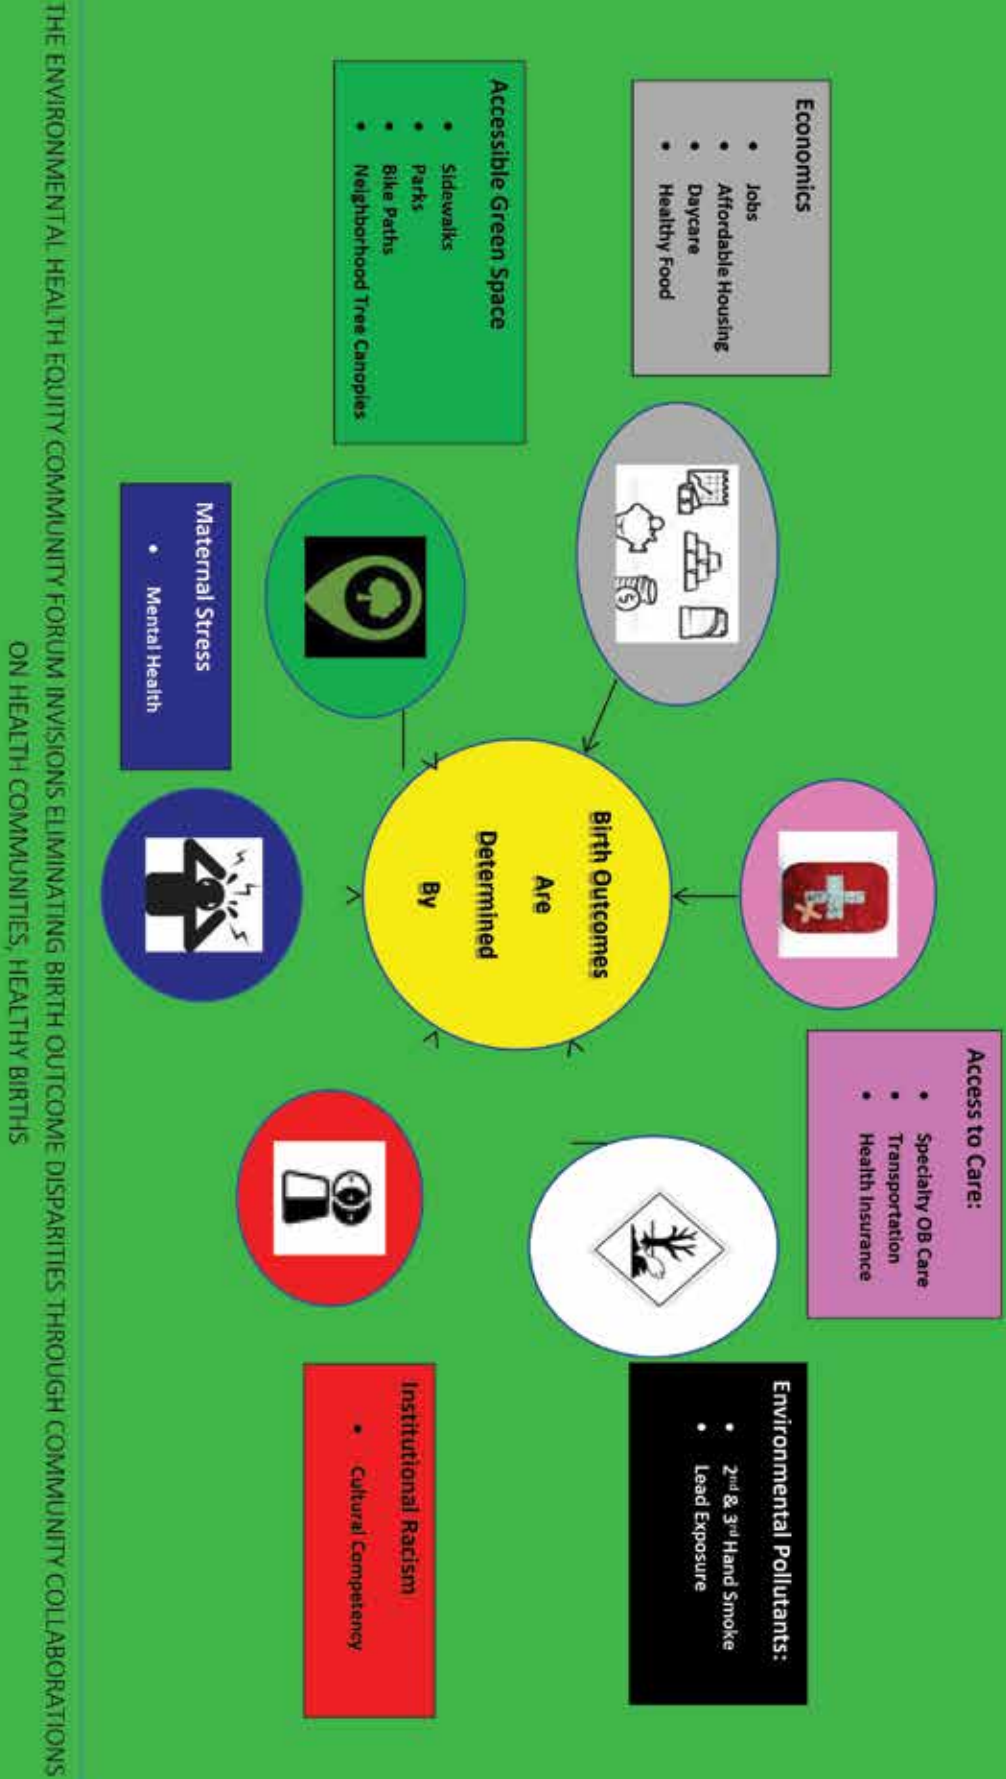 Access to Care:
• Specialty OB Care
• Transportation
• Health Insurance
Economics
• Jobs
• Affordable Housing
• Daycare
• Healthy Food
Environmental Pollutants:
• 2nd & 3rd Hand Smoke
• Lead Exposure
Birth Outcomes
Are
Determined
By
Accessible Green Space
• Sidewalks
• Parks
• Bike Paths
• Neighborhood Tree Canopies
Institutional Racism
• Cultural Competency
Maternal Stress
• Mental Health
THE ENVIRONMENTAL HEALTH EQUITY COMMUNITY FORUM INVISIONS ELIMINATING BIRTH OUTCOME DISPARITIES THROUGH COMMUNITY COLLABORATIONS
ON HEALTH COMMUNITIES, HEALTHY BIRTHS